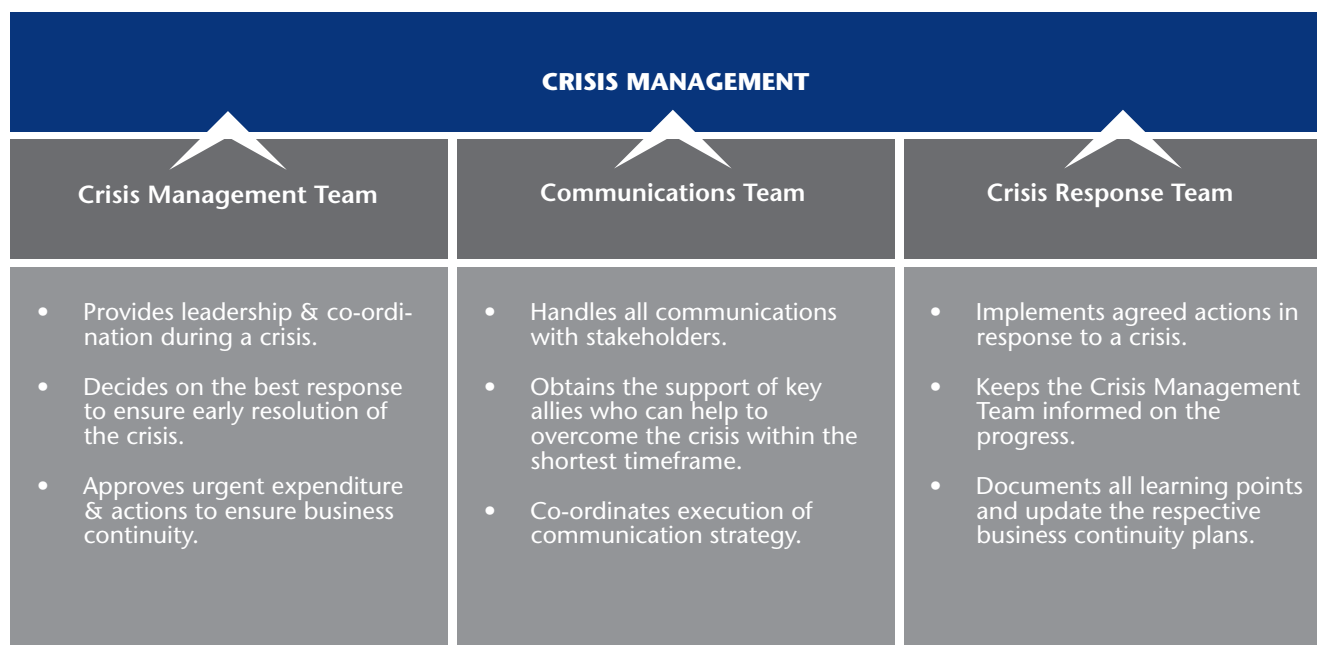 CRISIS MANAGEMENT
Crisis Management Team
• Provides leadership & co-ordi-
nation during a crisis.
• Decides on the best response
to ensure early resolution of
the crisis.
• Approves urgent expenditure
& actions to ensure business
continuity.
Communications Team
• Handles all communications
with stakeholders.
• Obtains the support of key
allies who can help to
overcome the crisis within the
shortest timeframe.
• Co-ordinates execution of
communication strategy.
Crisis Response Team
• Implements agreed actions in
response to a crisis.
• Keeps the Crisis Management
Team informed on the
progress.
• Documents all learning points
and update the respective
business continuity plans.